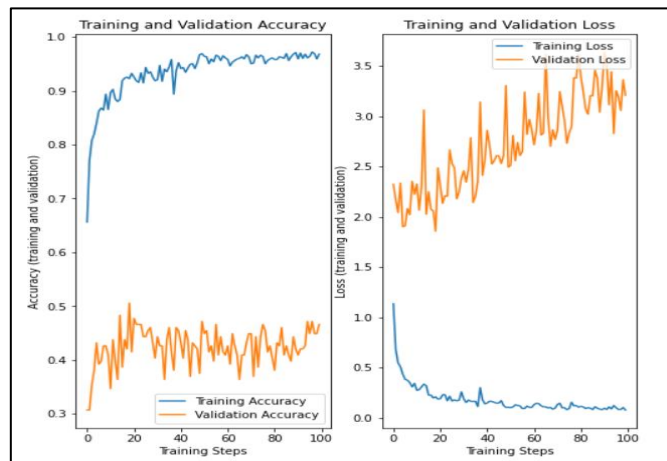 Training and Validation Accuracy
Accuracy (training and validation)
1.0
0.9
0.8
0.7
0.6
0.5
0.4
0.3
0 20 40 60 80 100
Training Steps
Training Accuracy
Validation Accuracy
Training and Validation Loss
Loss (training and validation)
3.5
3.0
2.5
2.0
1.5
1.0
0.5
0.0
0 20 40 60 80 100
Training Steps
Training Loss
Validation Loss